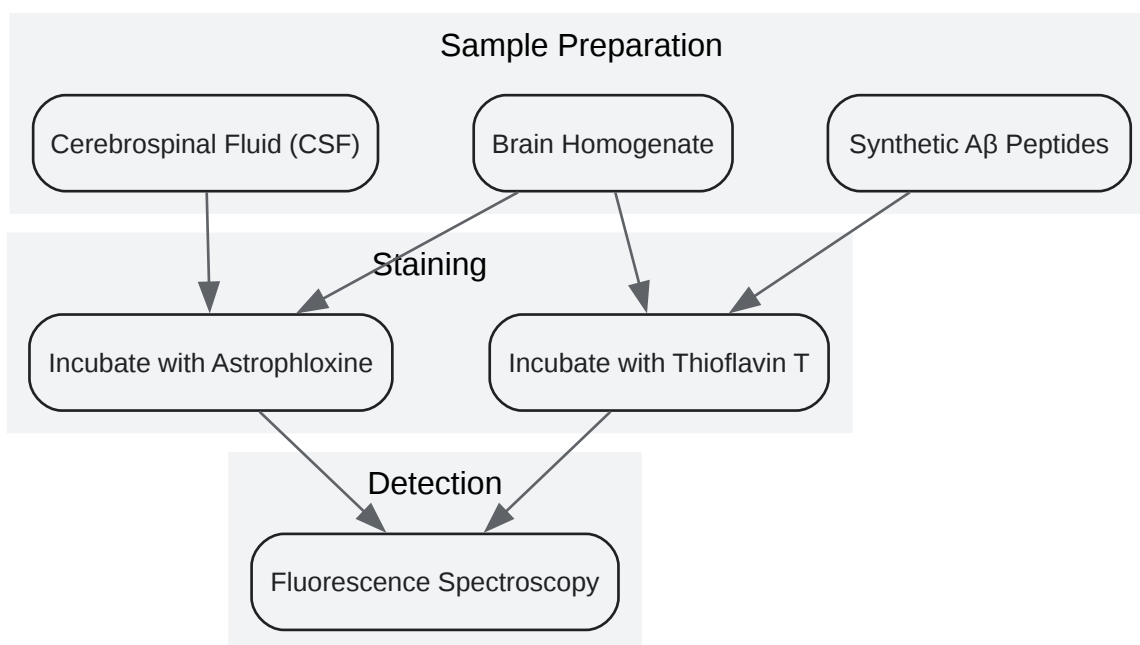 Sample Preparation
Cerebrospinal Fluid (CSF)
Brain Homogenate
Synthetic Aβ Peptides
Staining
Incubate with Astrophloxine
Incubate with Thioflavin T
Detection
Fluorescence Spectroscopy